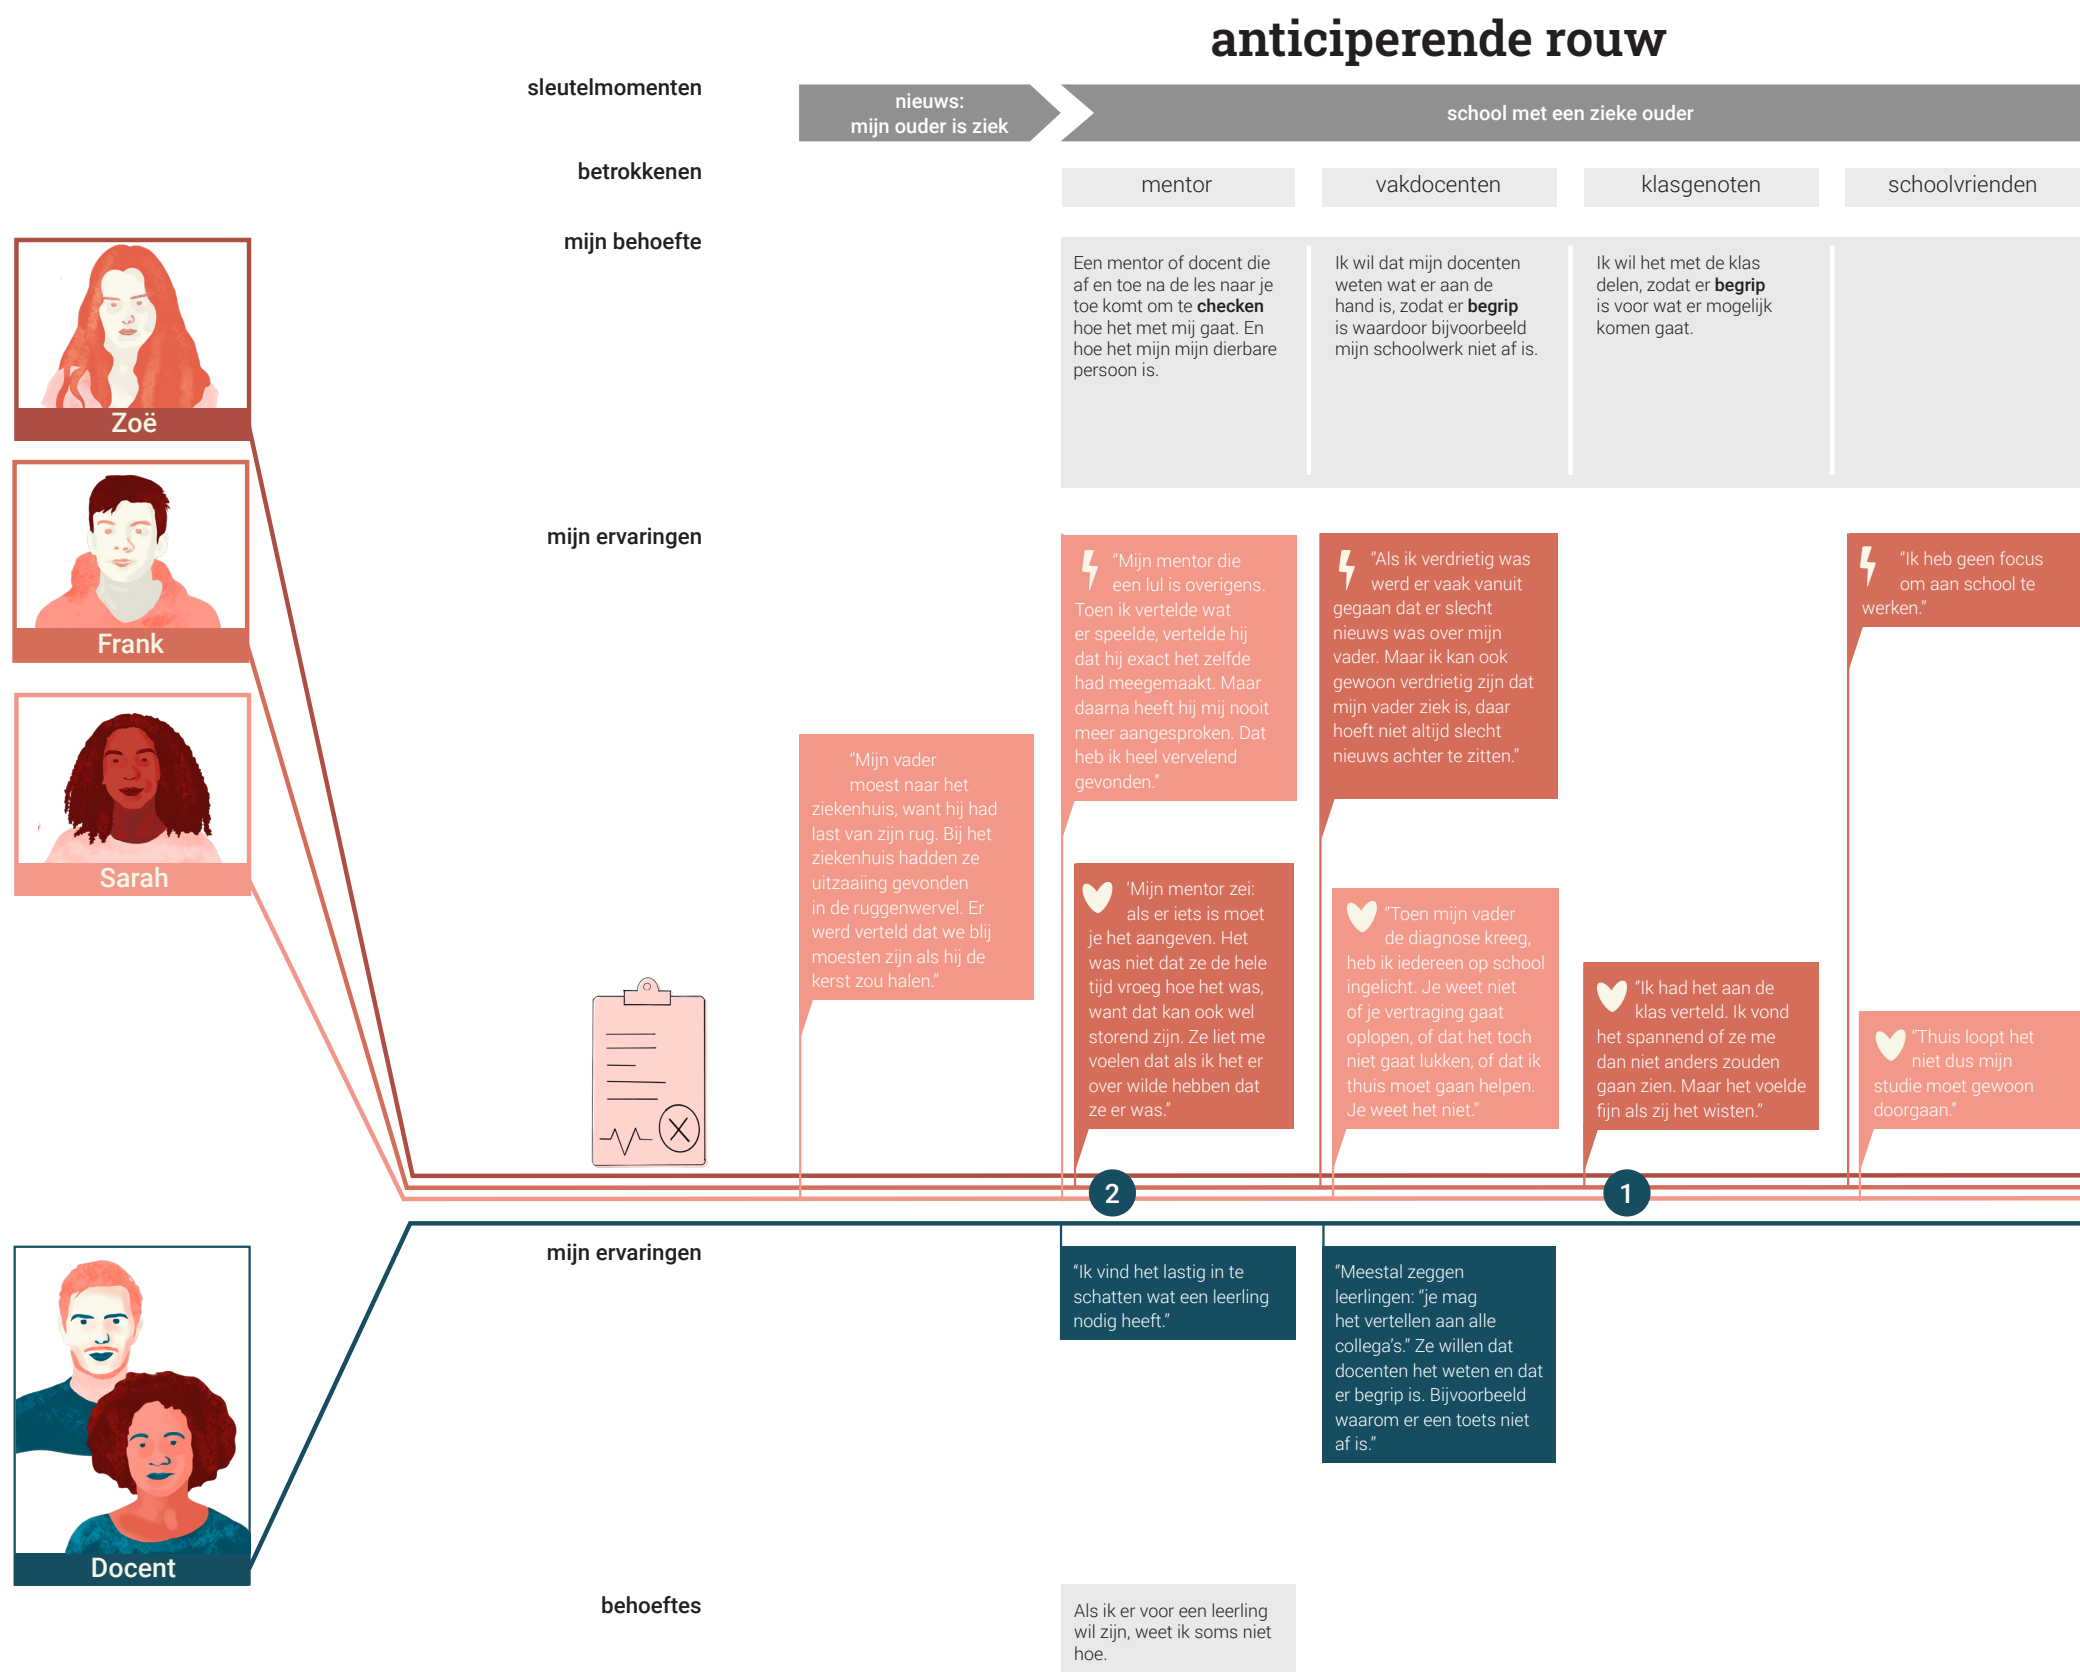 anticiperende rouw
sleutelmomenten
nieuws:
mijn ouder is ziek
school met een zieke ouder
betrokkenen
mentor
vakdocenten
klasgenoten
schoolvrienden
mijn behoefte
Een mentor of docent die
af en toe na de les naar je
toe komt om te checken
hoe het met mij gaat. En
hoe het mijn mijn dierbare
persoon is.
Ik wil dat mijn docenten
weten wat er aan de
hand is, zodat er begrip
is waardoor bijvoorbeeld
mijn schoolwerk niet af is.
Ik wil het met de klas
delen, zodat er begrip
is voor wat er mogelijk
komen gaat.
Zoë
Frank
Sarah
mijn ervaringen
“Mijn vader
moest naar het
ziekenhuis, want hij had
last van zijn rug. Bij het
ziekenhuis hadden ze
uitzaaiing gevonden
in de ruggenwervel. Er
werd verteld dat we blij
moesten zijn als hij de
kerst zou halen.”
“Mijn mentor die
een lul is overigens.
Toen ik vertelde wat
er speelde, vertelde hij
dat hij exact het zelfde
had meegemaakt. Maar
daarna heeft hij mij nooit
meer aangesproken. Dat
heb ik heel vervelend
gevonden.”
‘Mijn mentor zei:
als er iets is moet
je het aangeven. Het
was niet dat ze de hele
tijd vroeg hoe het was,
want dat kan ook wel
storend zijn. Ze liet me
voelen dat als ik het er
over wilde hebben dat
ze er was.”
“Als ik verdrietig was
werd er vaak vanuit
gegaan dat er slecht
nieuws was over mijn
vader. Maar ik kan ook
gewoon verdrietig zijn dat
mijn vader ziek is, daar
hoeft niet altijd slecht
nieuws achter te zitten.”
“Toen mijn vader
de diagnose kreeg,
heb ik iedereen op school
ingelicht. Je weet niet
of je vertraging gaat
oplopen, of dat het toch
niet gaat lukken, of dat ik
thuis moet gaan helpen.
Je weet het niet.”
“Ik had het aan de
klas verteld. Ik vond
het spannend of ze me
dan niet anders zouden
gaan zien. Maar het voelde
fijn als zij het wisten.”
“Ik heb geen focus
om aan school te
werken.”
“Thuis loopt het
niet dus mijn
studie moet gewoon
doorgaan.”
2
1
mijn ervaringen
“Ik vind het lastig in te
schatten wat een leerling
nodig heeft.”
“Meestal zeggen
leerlingen: “je mag
het vertellen aan alle
collega’s.” Ze willen dat
docenten het weten en dat
er begrip is. Bijvoorbeeld
waarom er een toets niet
af is.”
Docent
behoeftes
Als ik er voor een leerling
wil zijn, weet ik soms niet
hoe.